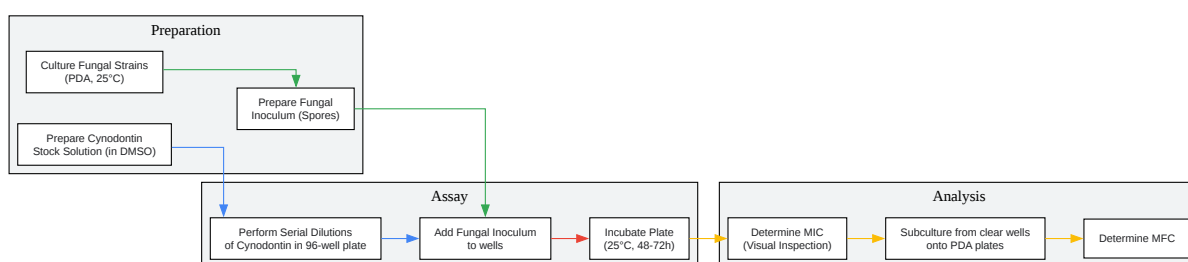 Preparation
Culture Fungal Strains
(PDA, 25°C)
Prepare Fungal
Inoculum (Spores)
Prepare Cynodontin
Stock Solution (in DMSO)
Assay
Perform Serial Dilutions
of Cynodontin in 96-well plate
Add Fungal Inoculum
to wells
Incubate Plate
(25°C, 48-72h)
Analysis
Determine MIC
(Visual Inspection)
Subculture from clear wells
onto PDA plates
Determine MFC